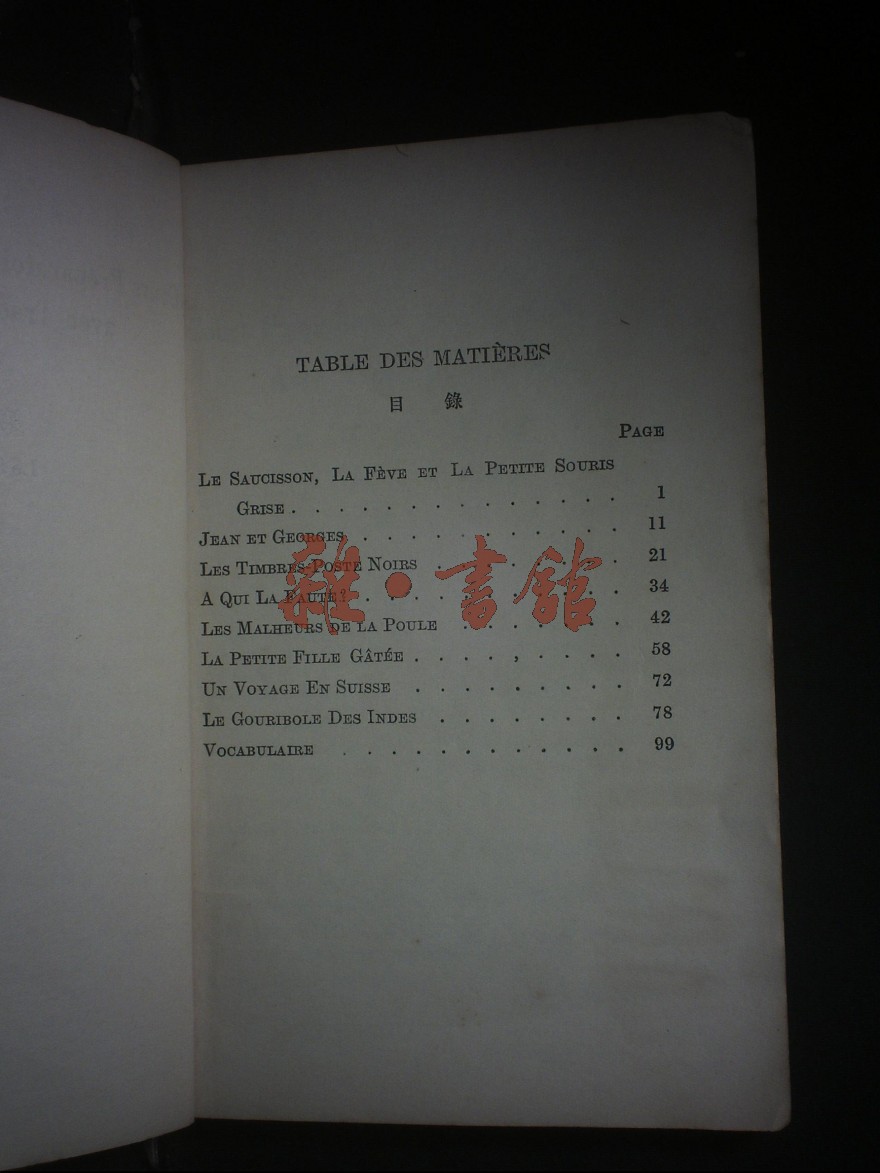 TABLE DES MATIÈRES
目 錄
PAGE
LE SAUCISSON, LA FÈVE ET LA PETITE SOURIS
GRISE . . . . . . . . . . . . . . 1
JEAN ET GEORGES . . . . . . . . . . . 11
LES TIMBRES-POSTE NOIRS . . . . . . . . 21
A QUI LA FAUTE? . . . . . . . . . . . 34
LES MALHEURS DE LA POULE . . . . . . . 42
LA PETITE FILLE GÂTÉE . . . . , . . . . 58
UN VOYAGE EN SUISSE . . . . . . . . . 72
LE GOURIBOLE DES INDES . . . . . . . . 78
VOCABULAIRE . . . . . . . . . . . . 99
雜·書館